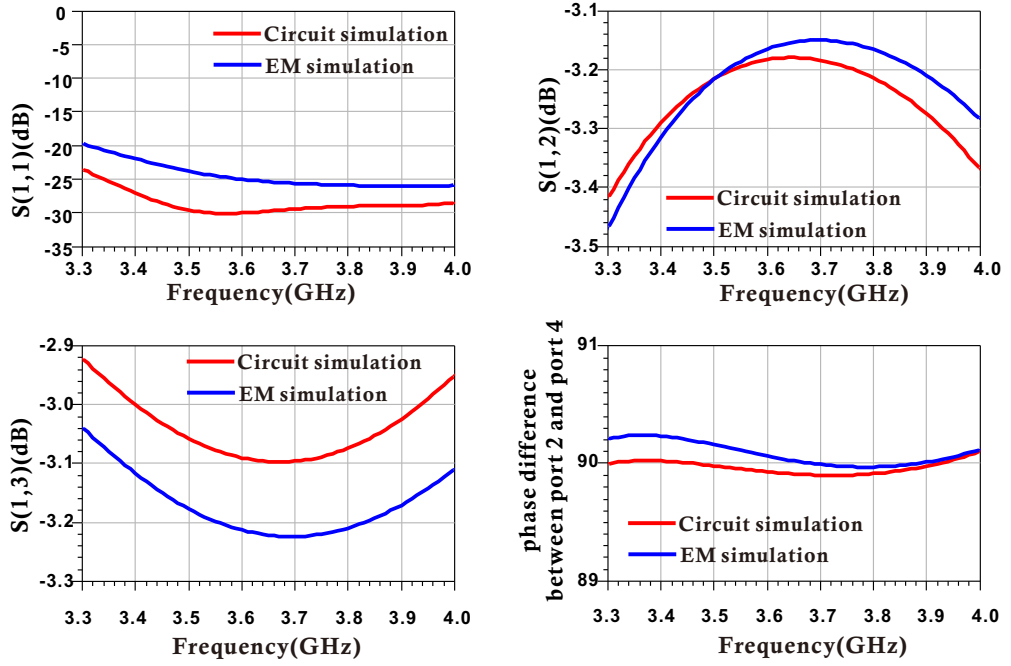 0
-5
-10
-15
-20
-25
-30
-35
S(1,1)(dB)
Circuit simulation
EM simulation
3.3 3.4 3.5 3.6 3.7 3.8 3.9 4.0
Frequency(GHz)
-3.1
-3.2
-3.3
-3.4
-3.5
S(1,2)(dB)
Circuit simulation
EM simulation
3.3 3.4 3.5 3.6 3.7 3.8 3.9 4.0
Frequency(GHz)
-2.9
-3.0
-3.1
-3.2
-3.3
S(1,3)(dB)
Circuit simulation
EM simulation
3.3 3.4 3.5 3.6 3.7 3.8 3.9 4.0
Frequency(GHz)
91
90
89
phase difference
between port 2 and port 4
Circuit simulation
EM simulation
3.3 3.4 3.5 3.6 3.7 3.8 3.9 4.0
Frequency(GHz)